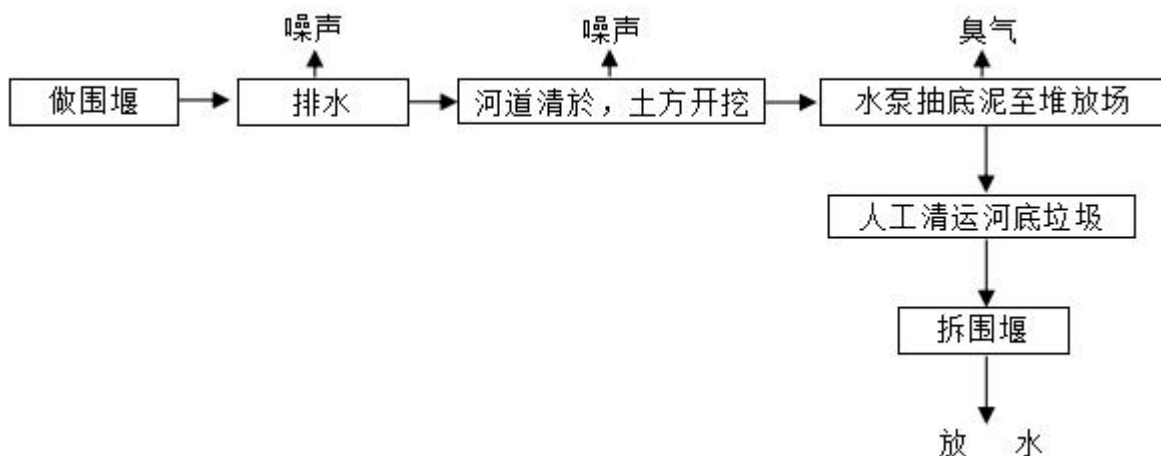 噪声 噪声 臭气
做围堰 排水 河道清於，土方开挖 水泵抽底泥至堆放场
人工清运河底垃圾
拆围堰
放 水